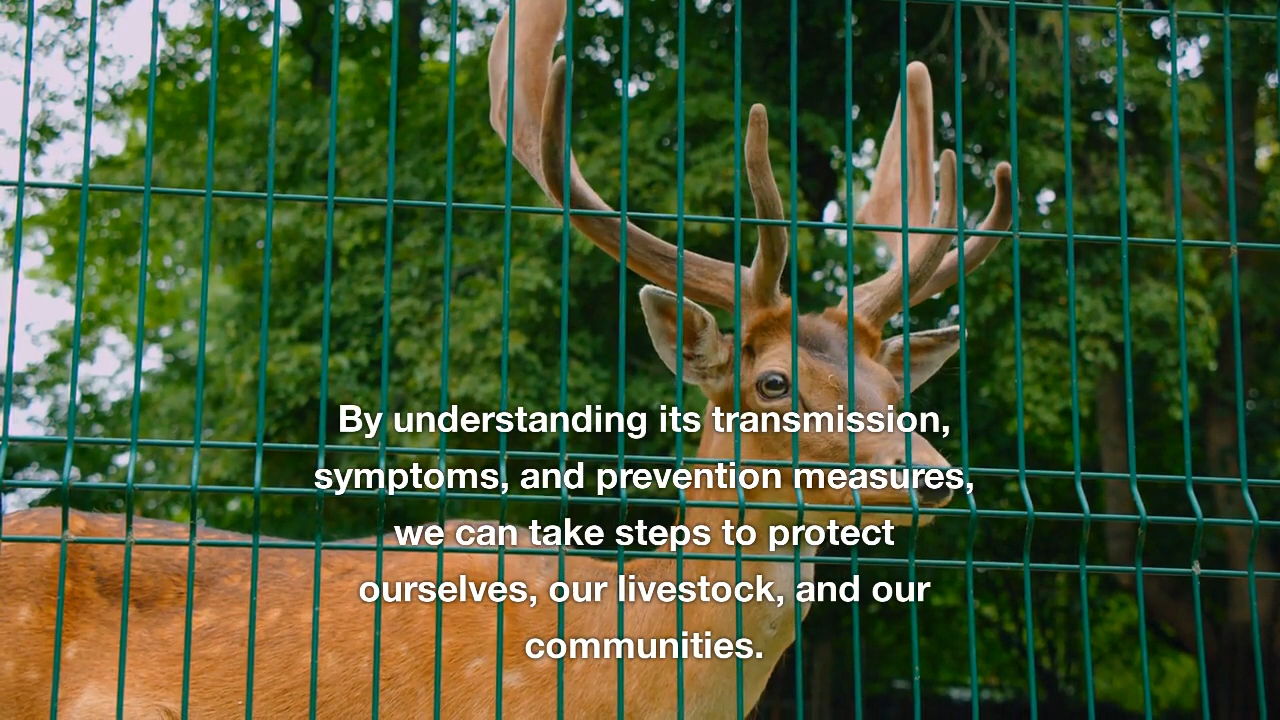 By understanding its transmission,
symptoms, and prevention measures,
we can take steps to protect
ourselves, our livestock, and our
communities.